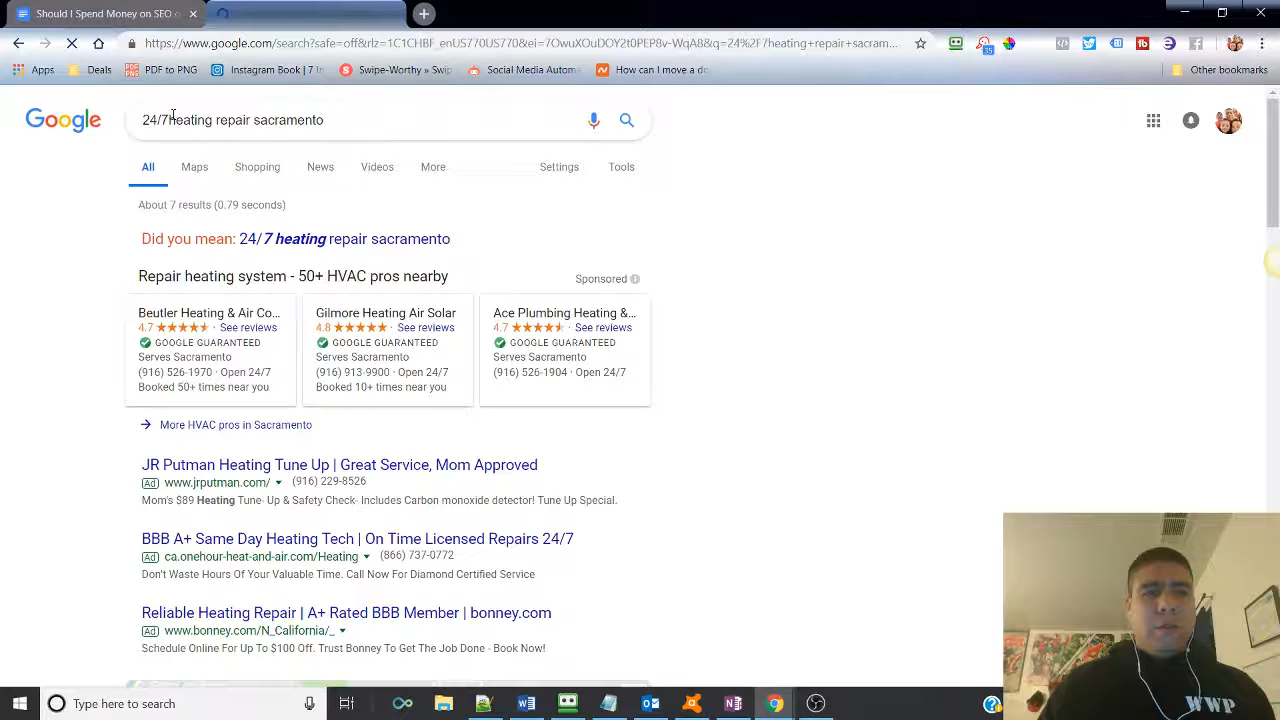 Should I Spend Money on SEO
https://www.google.com/search?safe=off&rlz=1C1CHBF_enUS770US770&ei=7OwuXOuDOY2t0PEP8v-WqA8&q=24%2F7heating+repair+sacram...
35
Apps
Deals
PDF to PNG
Instagram Book | 7 In
Swipe-Worthy » Swip
Social Media Autom
How can I move a do
Other bookmarks
Google
24/7heating repair sacramento
All
Maps
Shopping
News
Videos
More
Settings
Tools
About 7 results (0.79 seconds)
Did you mean: 24/7 heating repair sacramento
Repair heating system - 50+ HVAC pros nearby
Sponsored
Beutler Heating & Air Co...
4.7 ★★★★★ · See reviews
GOOGLE GUARANTEED
Serves Sacramento
(916) 526-1970 · Open 24/7
Booked 50+ times near you
Gilmore Heating Air Solar
4.8 ★★★★★ · See reviews
GOOGLE GUARANTEED
Serves Sacramento
(916) 913-9900 · Open 24/7
Booked 10+ times near you
Ace Plumbing Heating &...
4.7 ★★★★★ · See reviews
GOOGLE GUARANTEED
Serves Sacramento
(916) 526-1904 · Open 24/7
→ More HVAC pros in Sacramento
JR Putman Heating Tune Up | Great Service, Mom Approved
Ad www.jrputman.com/ (916) 229-8526
Mom's $89 Heating Tune- Up & Safety Check- Includes Carbon monoxide detector! Tune Up Special.
BBB A+ Same Day Heating Tech | On Time Licensed Repairs 24/7
Ad ca.onehour-heat-and-air.com/Heating (866) 737-0772
Don't Waste Hours Of Your Valuable Time. Call Now For Diamond Certified Service
Reliable Heating Repair | A+ Rated BBB Member | bonney.com
Ad www.bonney.com/N_California/_
Schedule Online For Up To $100 Off. Trust Bonney To Get The Job Done - Book Now!
WWP
Type here to search